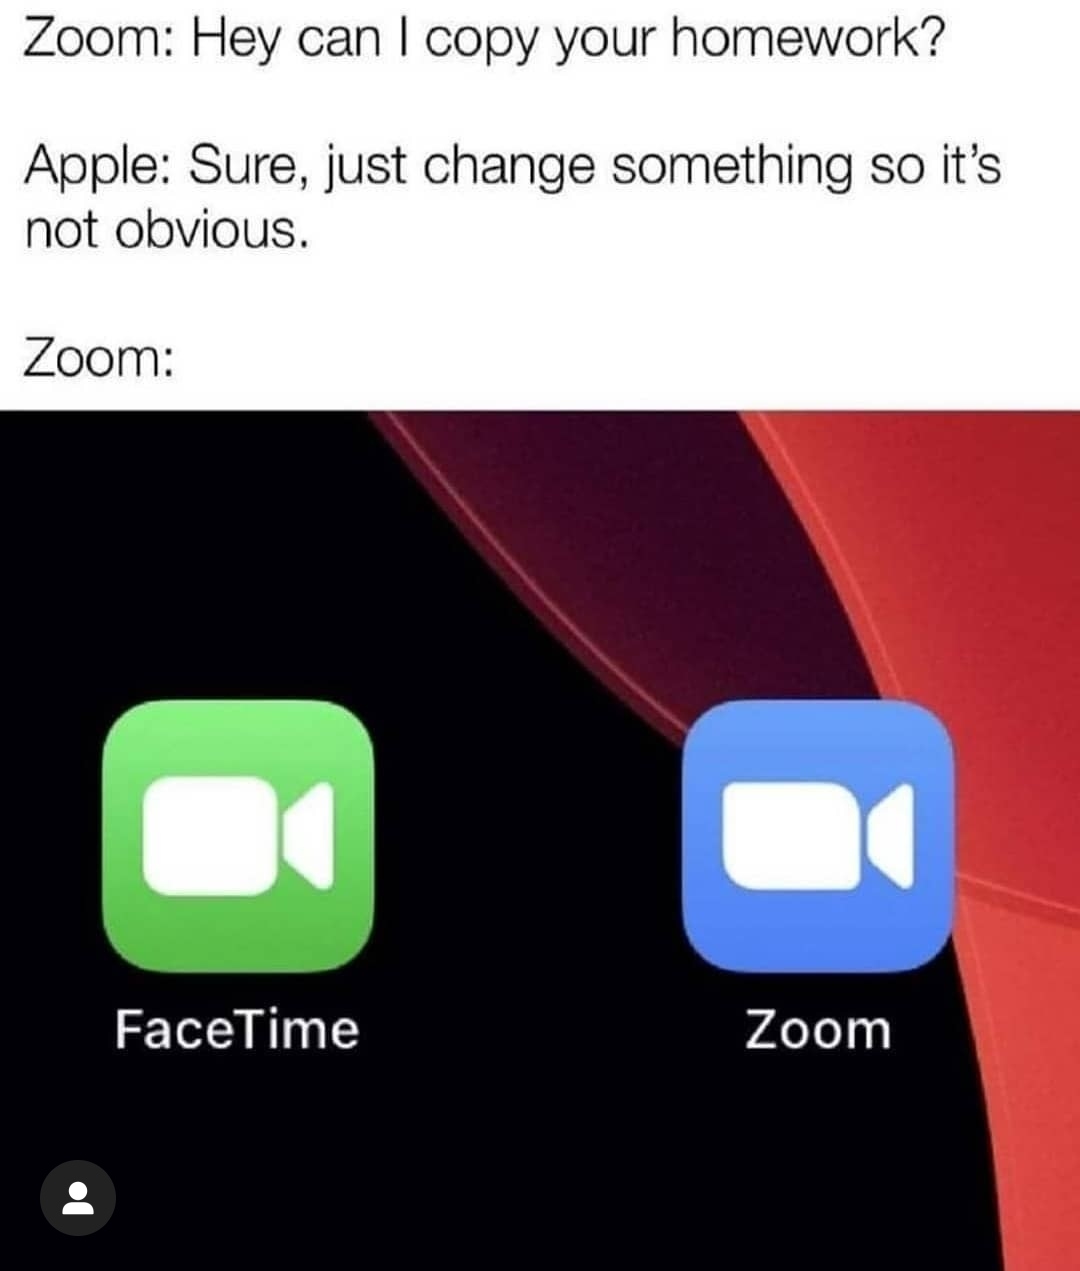 Zoom: Hey can I copy your homework?
Apple: Sure, just change something so it’s
not obvious.
Zoom:
FaceTime
Zoom